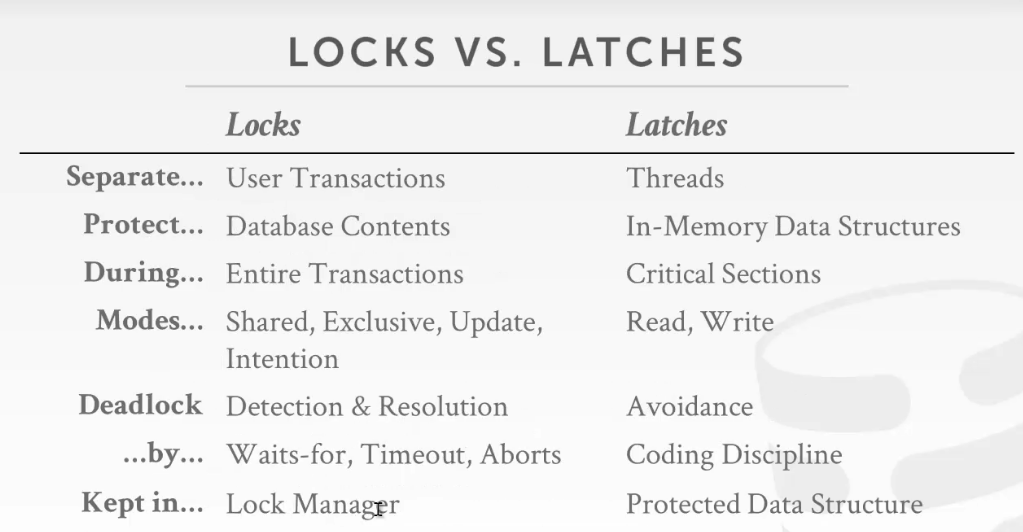 LOCKS VS. LATCHES
Locks Latches
Separate... User Transactions Threads
Protect... Database Contents In-Memory Data Structures
During... Entire Transactions Critical Sections
Modes... Shared, Exclusive, Update, Read, Write
Intention
Deadlock Detection & Resolution Avoidance
...by... Waits-for, Timeout, Aborts Coding Discipline
Kept in... Lock Manager Protected Data Structure